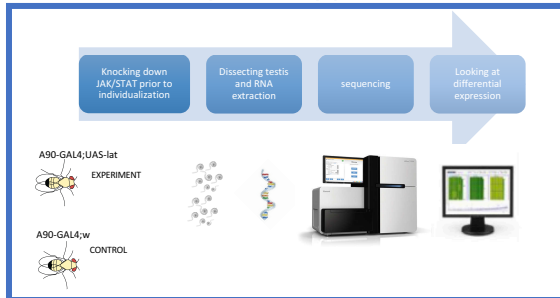 Knocking down
JAK/STAT prior to
individualization
Dissecting testis
and RNA
extraction
sequencing
Looking at
differential
expression
A90-GAL4;UAS-lat
EXPERIMENT
A90-GAL4;w
CONTROL